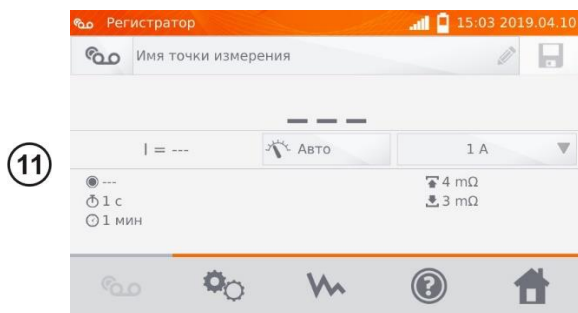 Регистратор 15:03 2019.04.10
Имя точки измерения
— — —
11
I = --- Авто 1 A
--- 4 mΩ
1 с 3 mΩ
1 мин
?